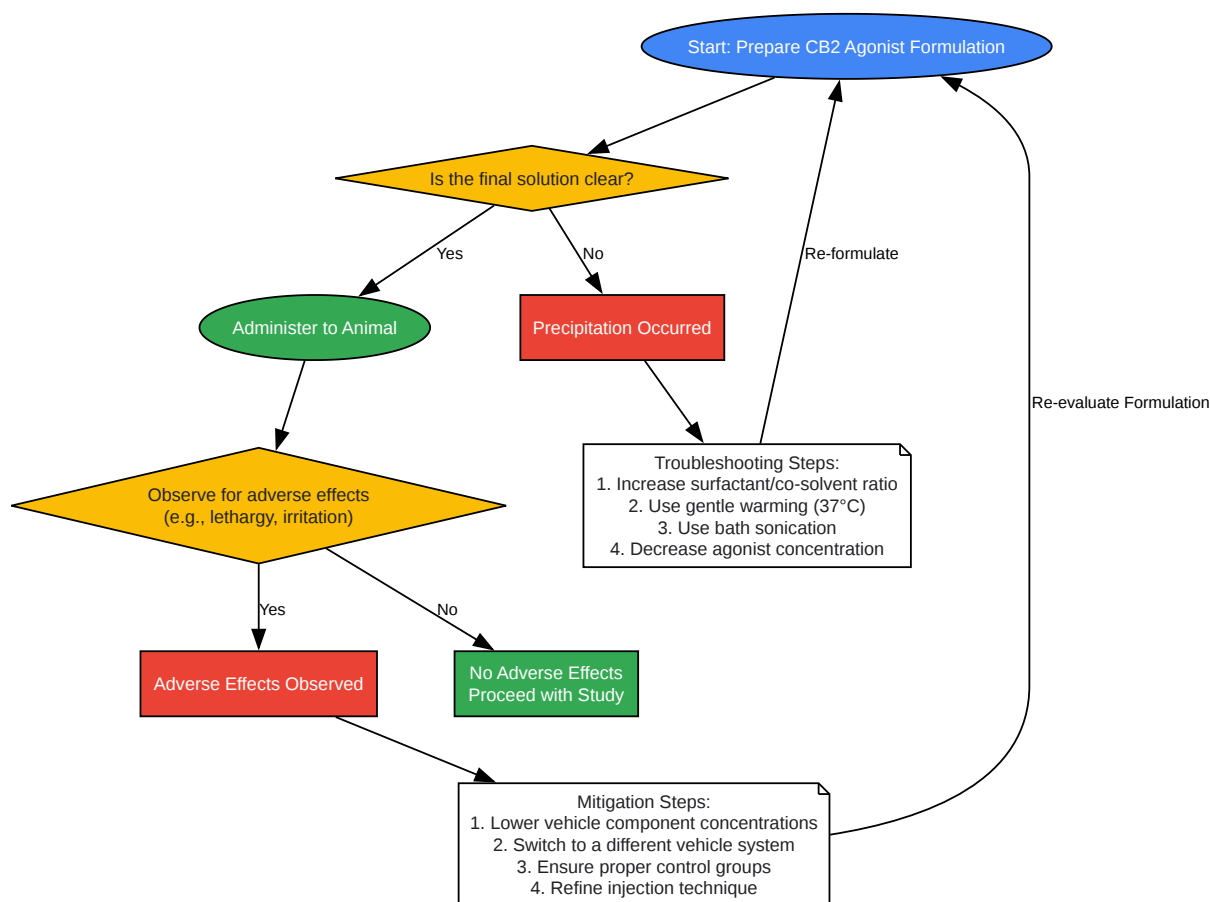 Start: Prepare CB2 Agonist Formulation
Is the final solution clear?
Yes
No
Re-formulate
Administer to Animal
Precipitation Occurred
Re-evaluate Formulation
Troubleshooting Steps:
1. Increase surfactant/co-solvent ratio
2. Use gentle warming (37°C)
3. Use bath sonication
4. Decrease agonist concentration
Observe for adverse effects
(e.g., lethargy, irritation)
Yes
No
Adverse Effects Observed
No Adverse Effects
Proceed with Study
Mitigation Steps:
1. Lower vehicle component concentrations
2. Switch to a different vehicle system
3. Ensure proper control groups
4. Refine injection technique